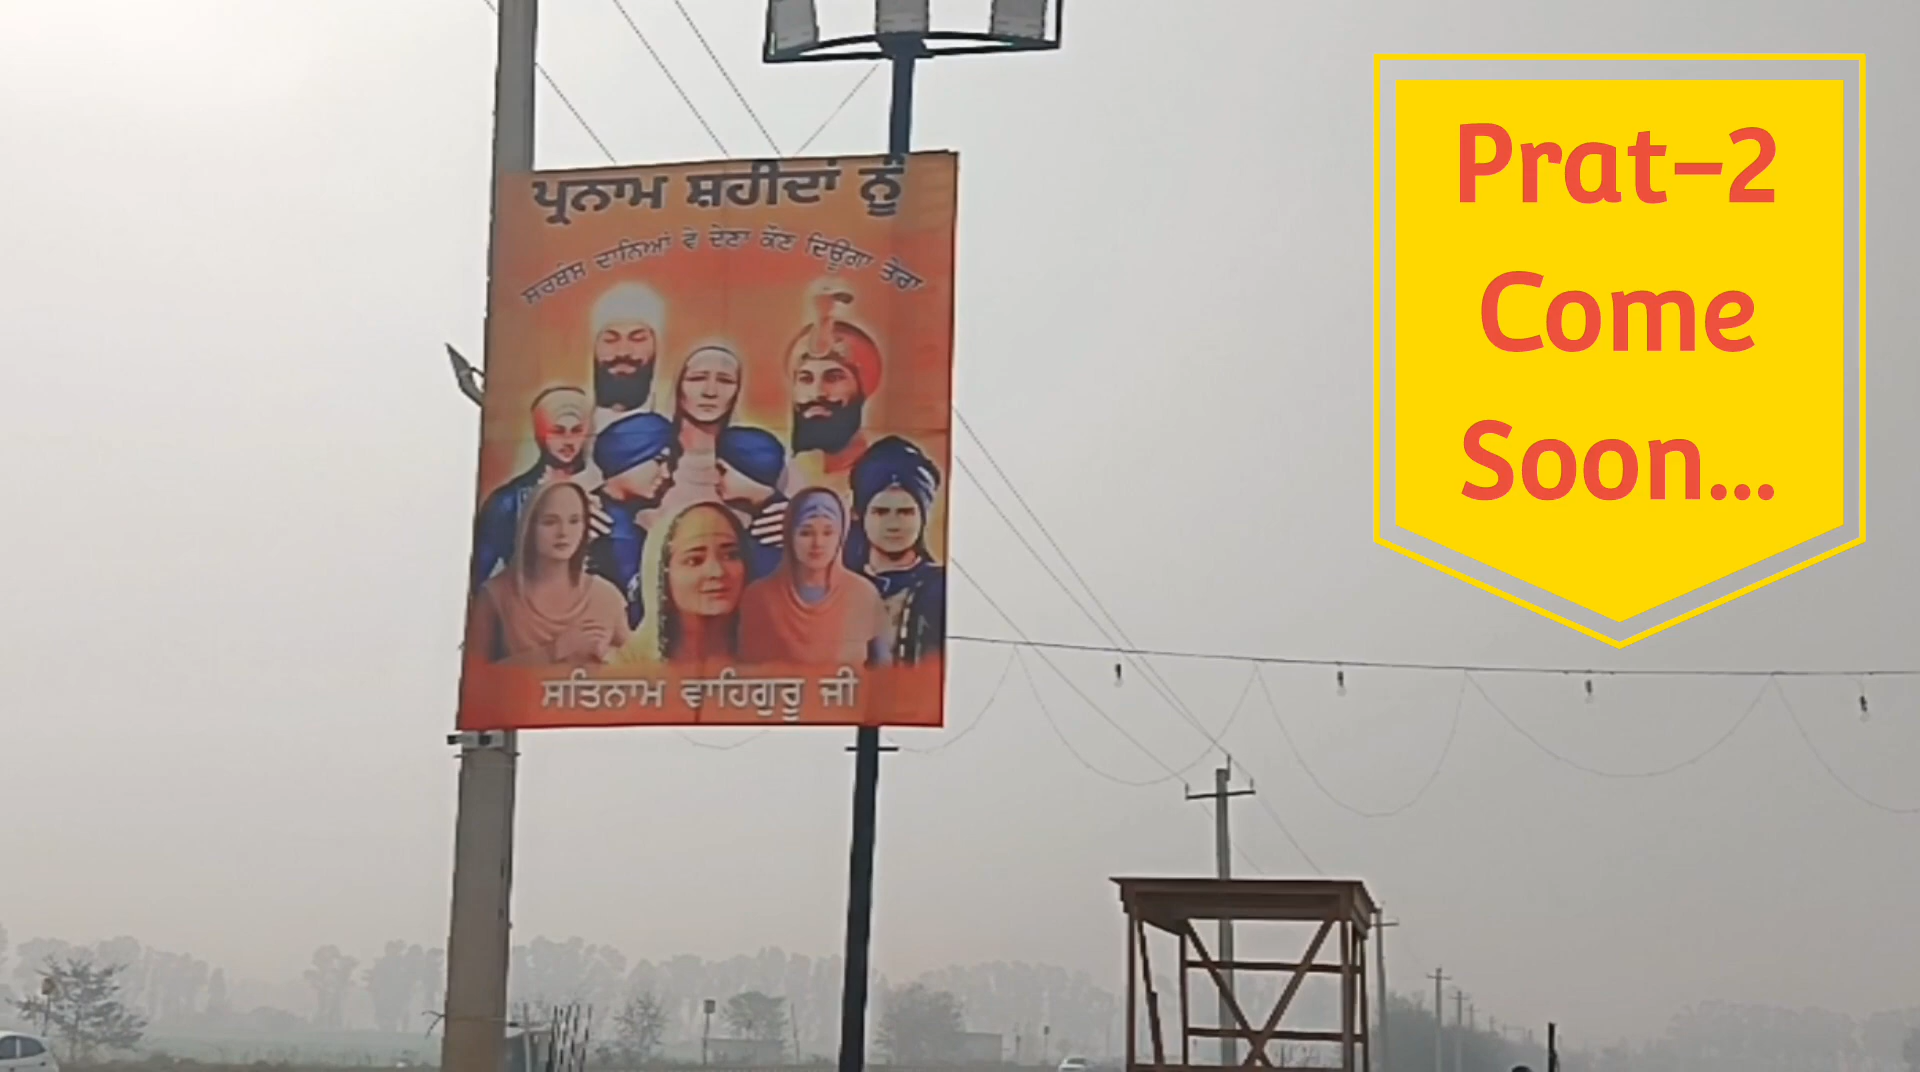 ਪ੍ਰਨਾਮ ਸ਼ਹੀਦਾਂ ਨੂੰ
ਸਰਬੰਸ ਦਾਨਿਆਂ ਵੇ ਦੇਣਾ ਕੌਣ ਦਿਊਗਾ ਤੇਰਾ
ਸਤਿਨਾਮ ਵਾਹਿਗੁਰੂ ਜੀ
Prat-2
Come
Soon...